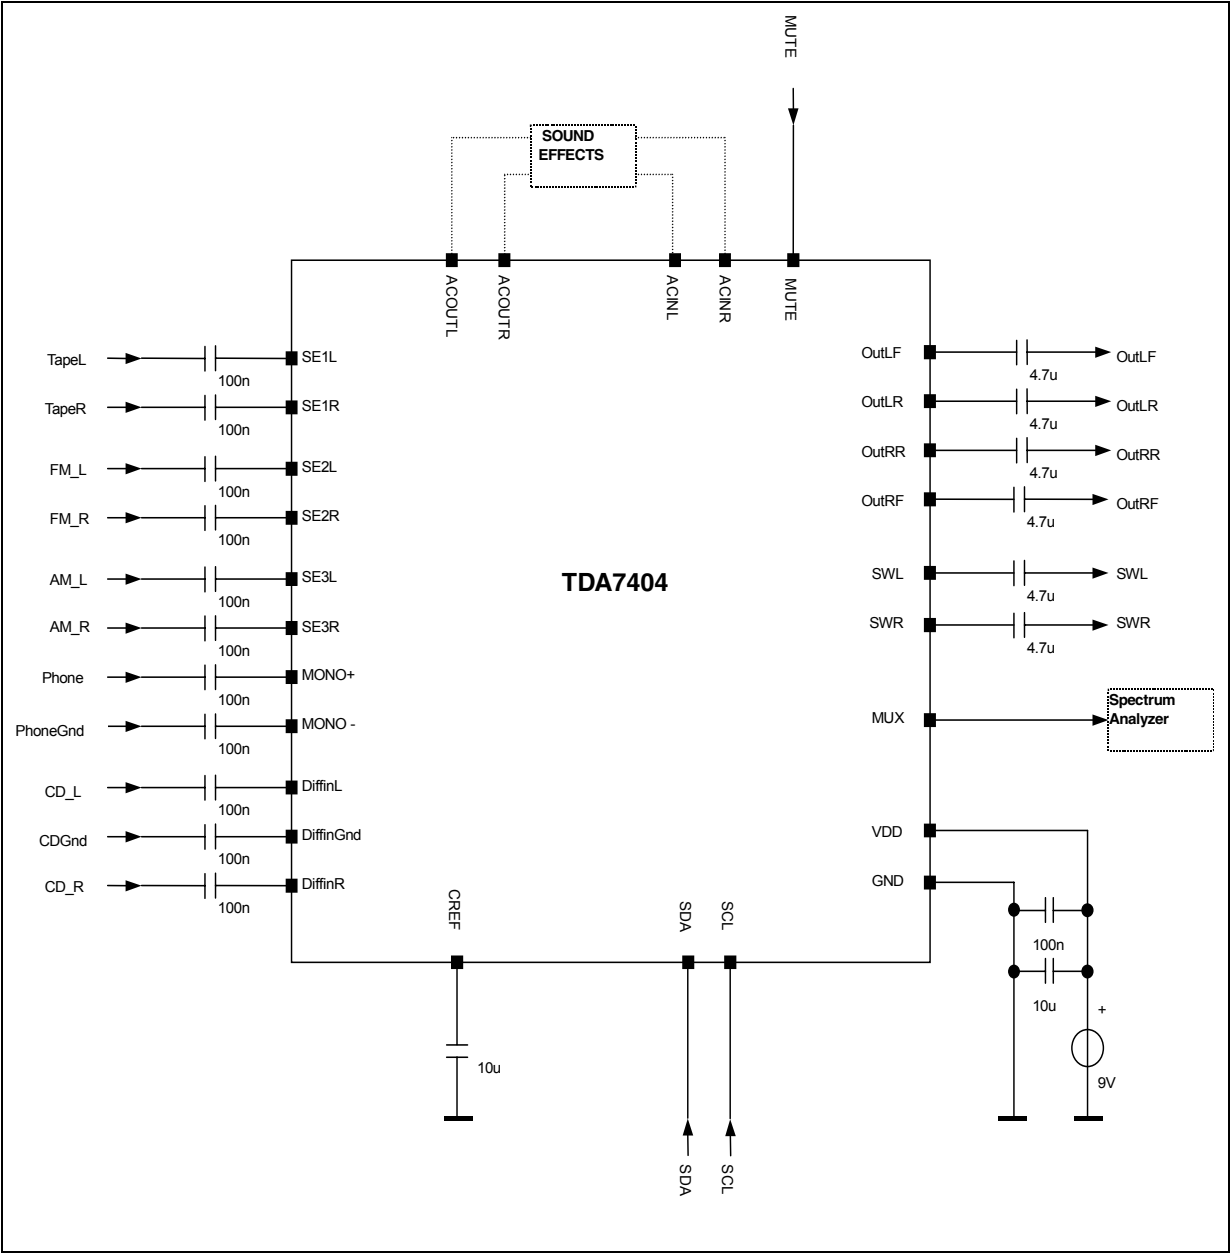 MUTE
SOUND
EFFECTS
ACOUTL
ACOUTR
ACINL
ACINR
MUTE
TapeL
100n
SE1L
TapeR
100n
SE1R
FM_L
100n
SE2L
FM_R
100n
SE2R
AM_L
100n
SE3L
AM_R
100n
SE3R
Phone
100n
MONO+
PhoneGnd
100n
MONO -
CD_L
100n
DiffinL
CDGnd
100n
DiffinGnd
CD_R
100n
DiffinR
TDA7404
OutLF
4.7u
OutLF
OutLR
4.7u
OutLR
OutRR
4.7u
OutRR
OutRF
4.7u
OutRF
SWL
4.7u
SWL
SWR
4.7u
SWR
MUX
Spectrum
Analyzer
VDD
GND
100n
10u
+
9V
CREF
10u
SDA
SCL
SDA
SCL